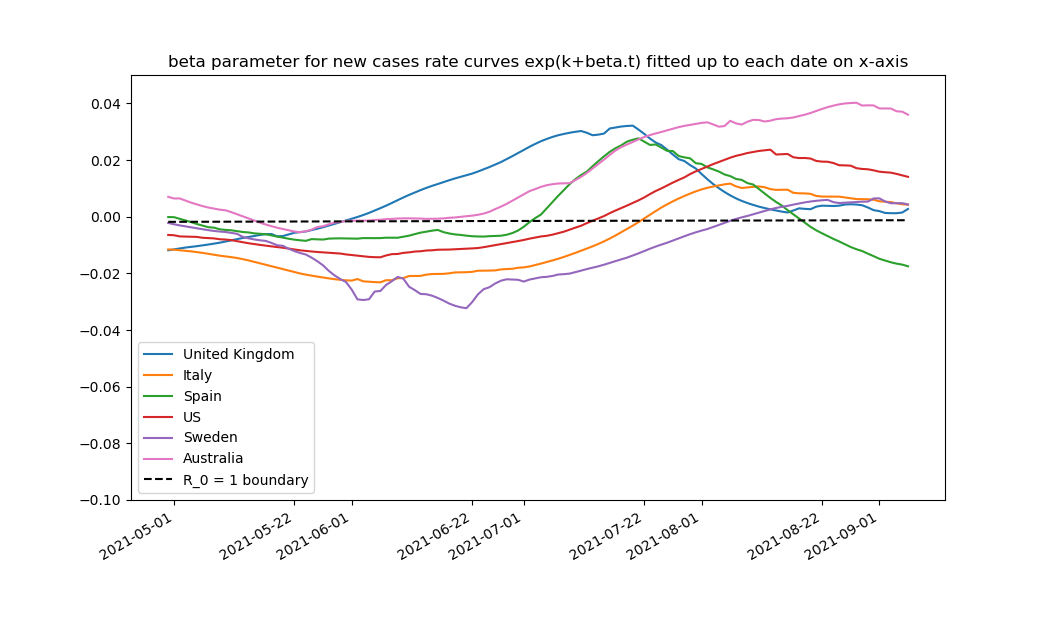 beta parameter for new cases rate curves exp(k+beta.t) fitted up to each date on x-axis
0.04
0.02
0.00
−0.02
−0.04
−0.06
−0.08
−0.10
United Kingdom
Italy
Spain
US
Sweden
Australia
R_0 = 1 boundary
2021-05-01
2021-05-22
2021-06-01
2021-06-22
2021-07-01
2021-07-22
2021-08-01
2021-08-22
2021-09-01